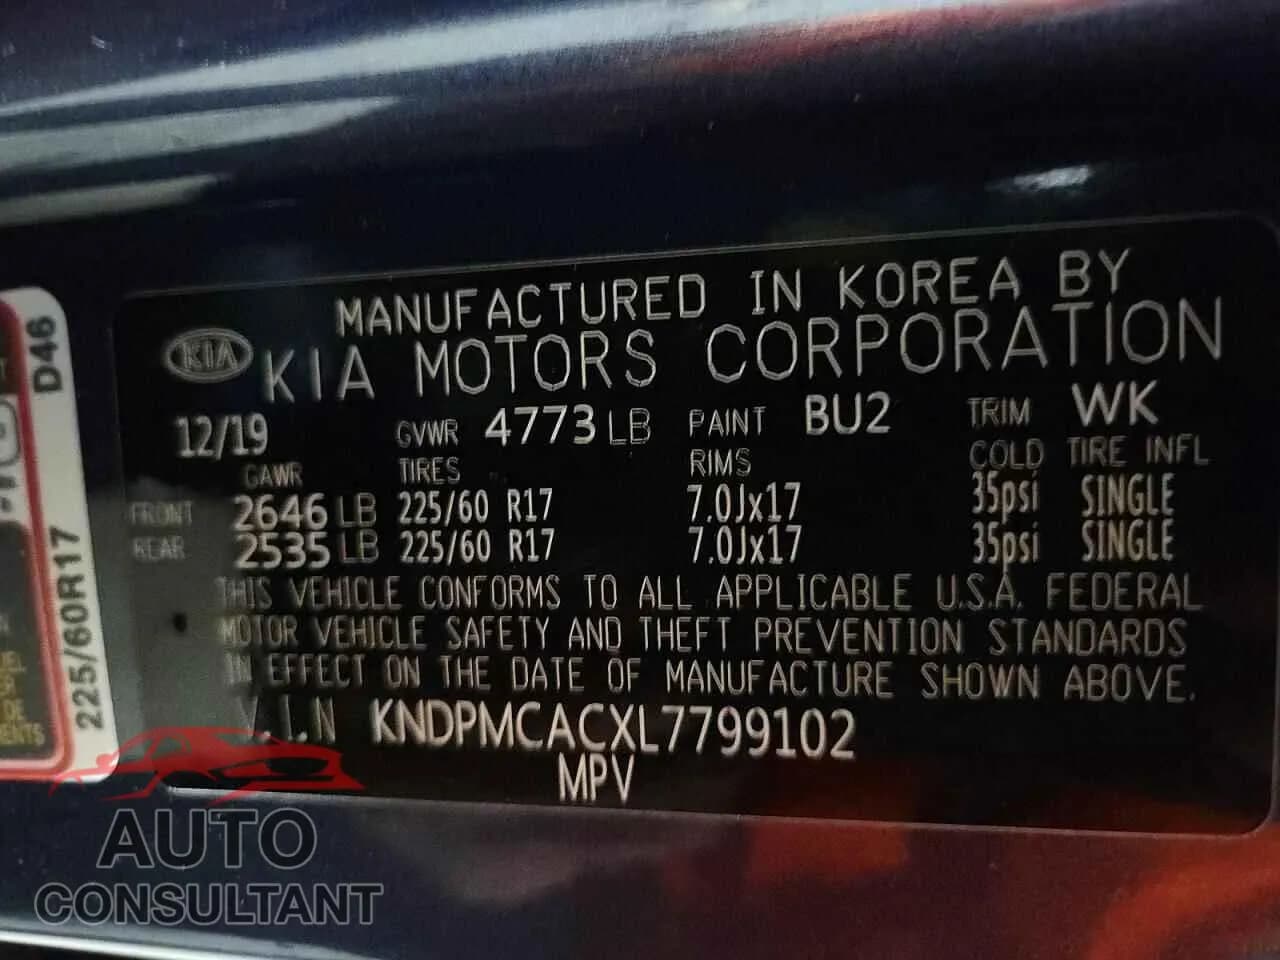 MANUFACTURED IN KOREA BY
KIA KIA MOTORS CORPORATION
12/19 GVWR 4773 LB PAINT BU2 TRIM WK
GAWR TIRES RIMS COLD TIRE INFL
FRONT 2646 LB 225/60 R17 7.0Jx17 35psi SINGLE
REAR 2535 LB 225/60 R17 7.0Jx17 35psi SINGLE
THIS VEHICLE CONFORMS TO ALL APPLICABLE U.S.A. FEDERAL
MOTOR VEHICLE SAFETY AND THEFT PREVENTION STANDARDS
IN EFFECT ON THE DATE OF MANUFACTURE SHOWN ABOVE.
V.I.N KNDPMCACXL7799102
MPV
225/60R17 D46
AUTO
CONSULTANT